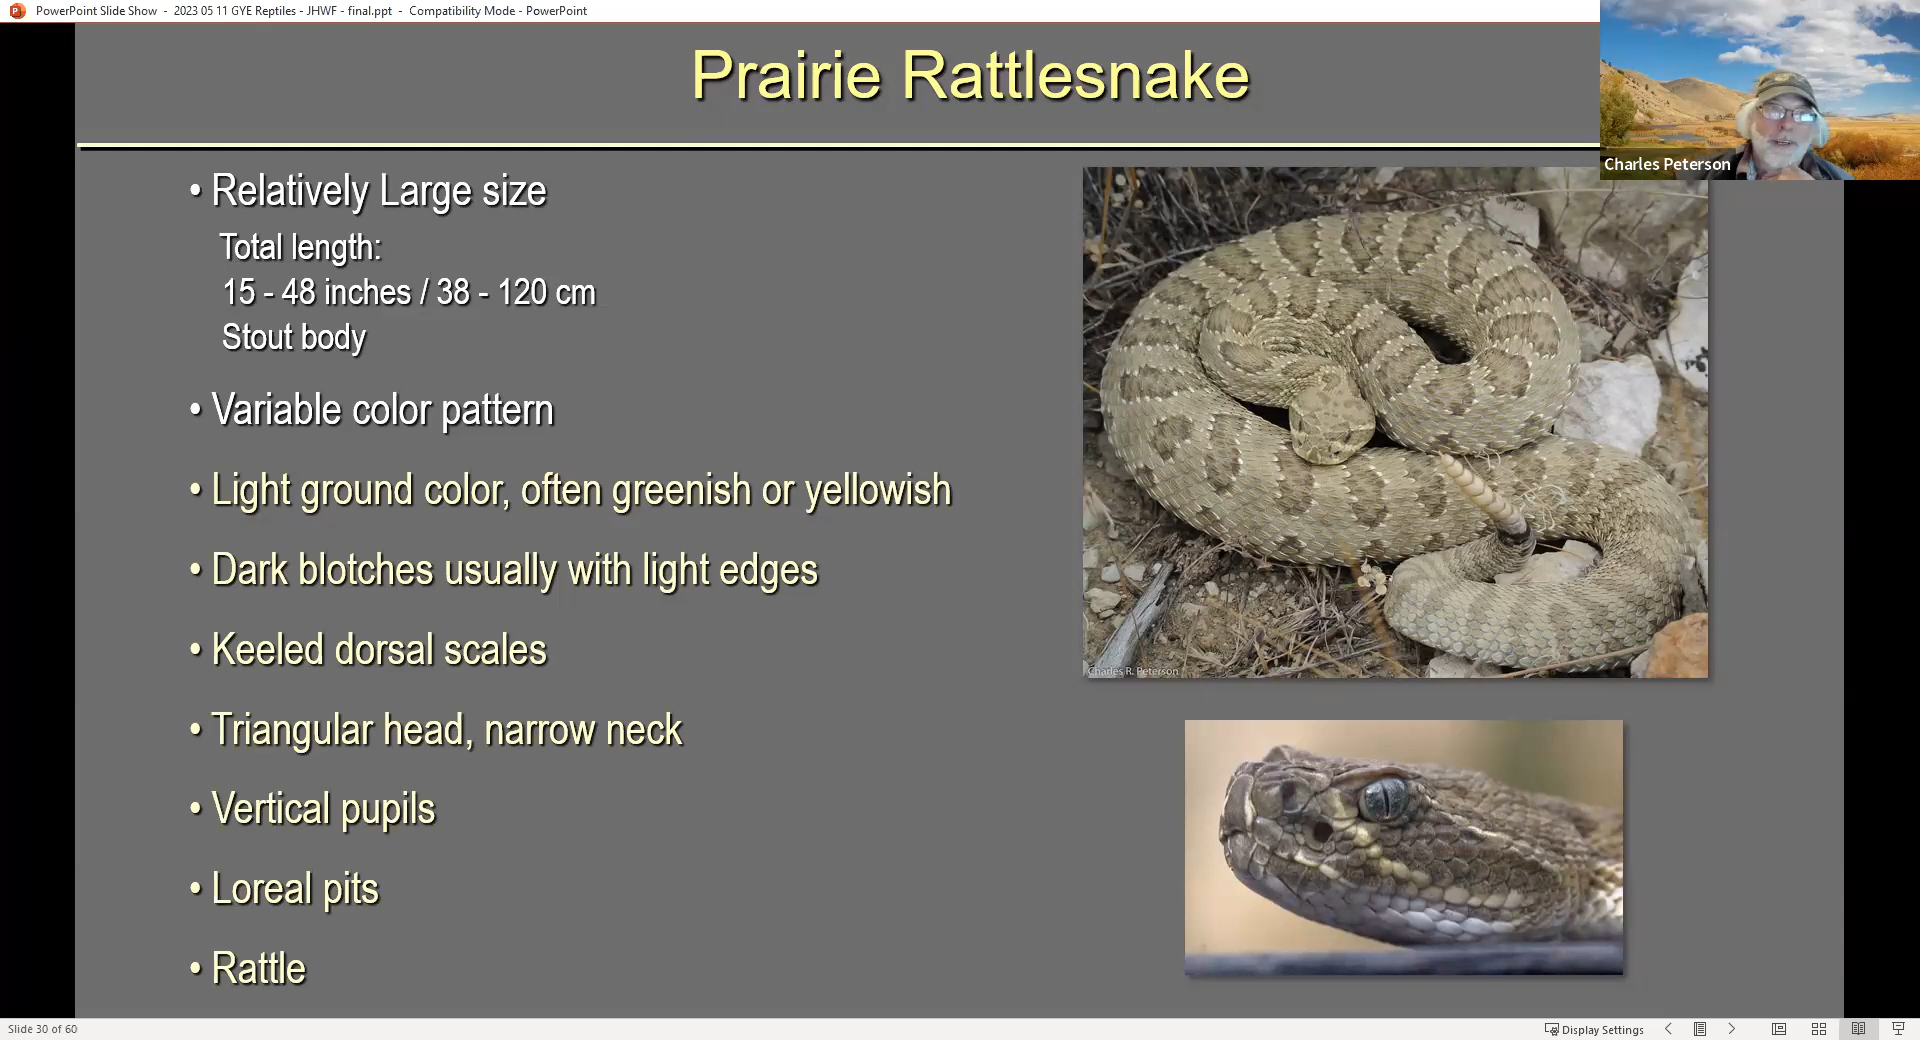 PowerPoint Slide Show - 2023 05 11 GYE Reptiles - JHWF - final.ppt - Compatibility Mode - PowerPoint
Prairie Rattlesnake
Charles Peterson
• Relatively Large size
Total length:
15 - 48 inches / 38 - 120 cm
Stout body
• Variable color pattern
• Light ground color, often greenish or yellowish
• Dark blotches usually with light edges
• Keeled dorsal scales
• Triangular head, narrow neck
• Vertical pupils
• Loreal pits
• Rattle
Charles R. Peterson
Slide 30 of 60
Display Settings